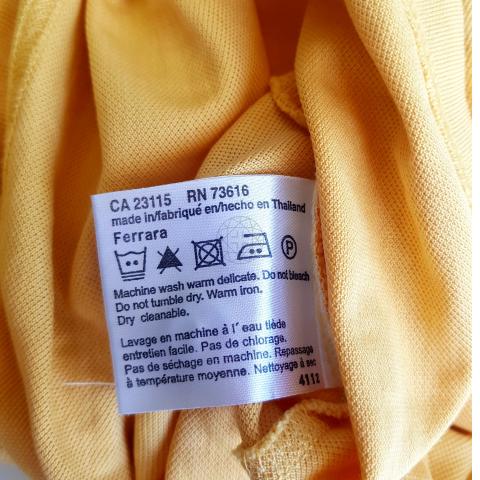 CA 23115 RN 73616
made in/fabriqué en/hecho en Thailand
Ferrara
P
Machine wash warm delicate. Do not bleach
Do not tumble dry. Warm iron.
Dry cleanable.
Lavage en machine à l'eau tiède
entretien facile. Pas de chlorage.
Pas de séchage en machine. Repassage
à température moyenne. Nettoyage à sec
4112